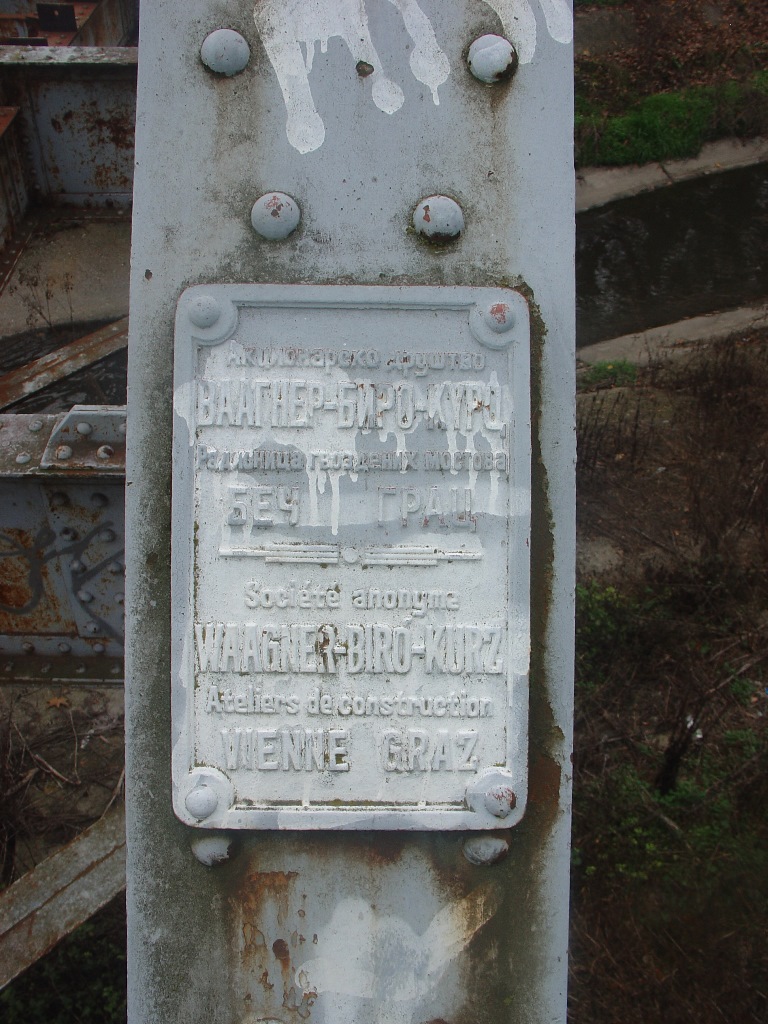 Акционарско друштво
ВААГНЕР-БИРО-КУРЦ
Радионица гвоздених мостова
БЕЧ ГРАЦ
Société anonyme
WAAGNER-BIRO-KURZ
Ateliers de construction
WIENNE GRAZ